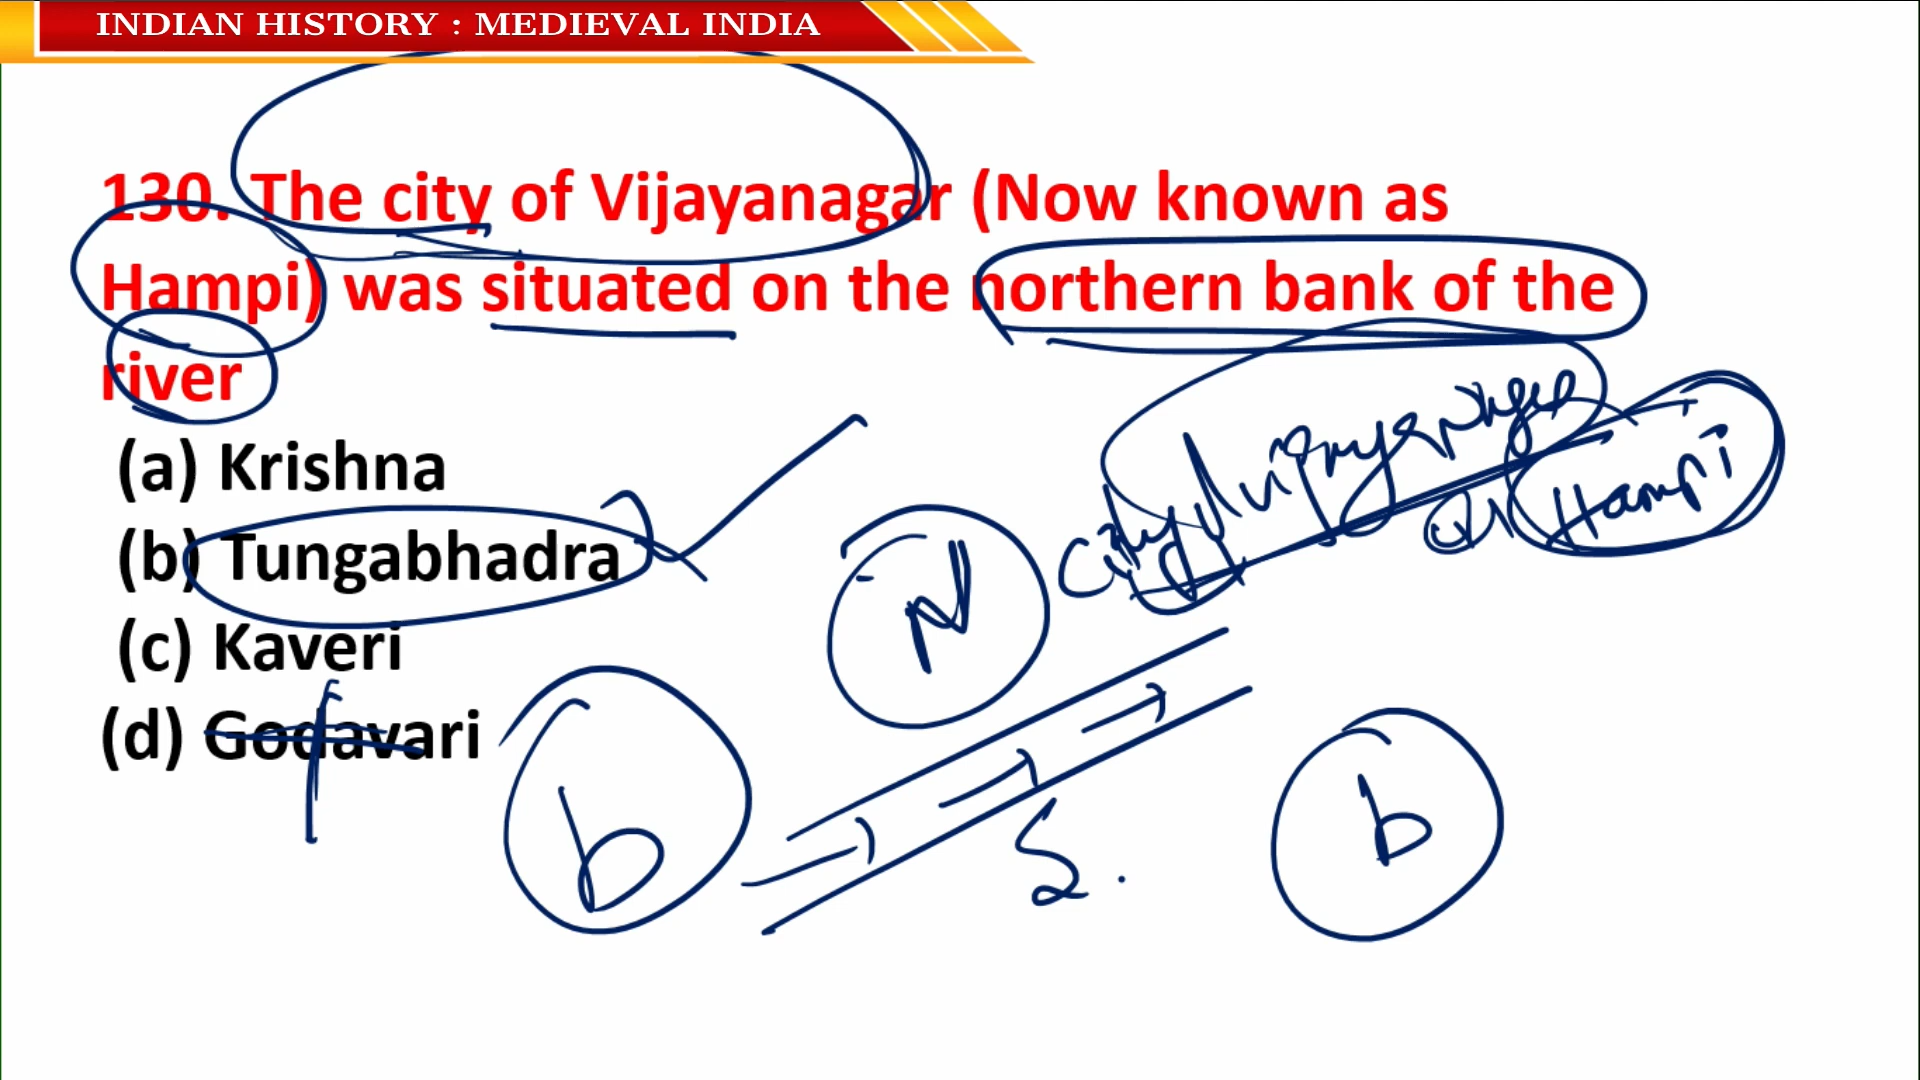 INDIAN HISTORY : MEDIEVAL INDIA
130. The city of Vijayanagar (Now known as
Hampi) was situated on the northern bank of the
river
(a) Krishna
(b) Tungabhadra
(c) Kaveri
(d) Godavari
Hampi
N
S.
b
b